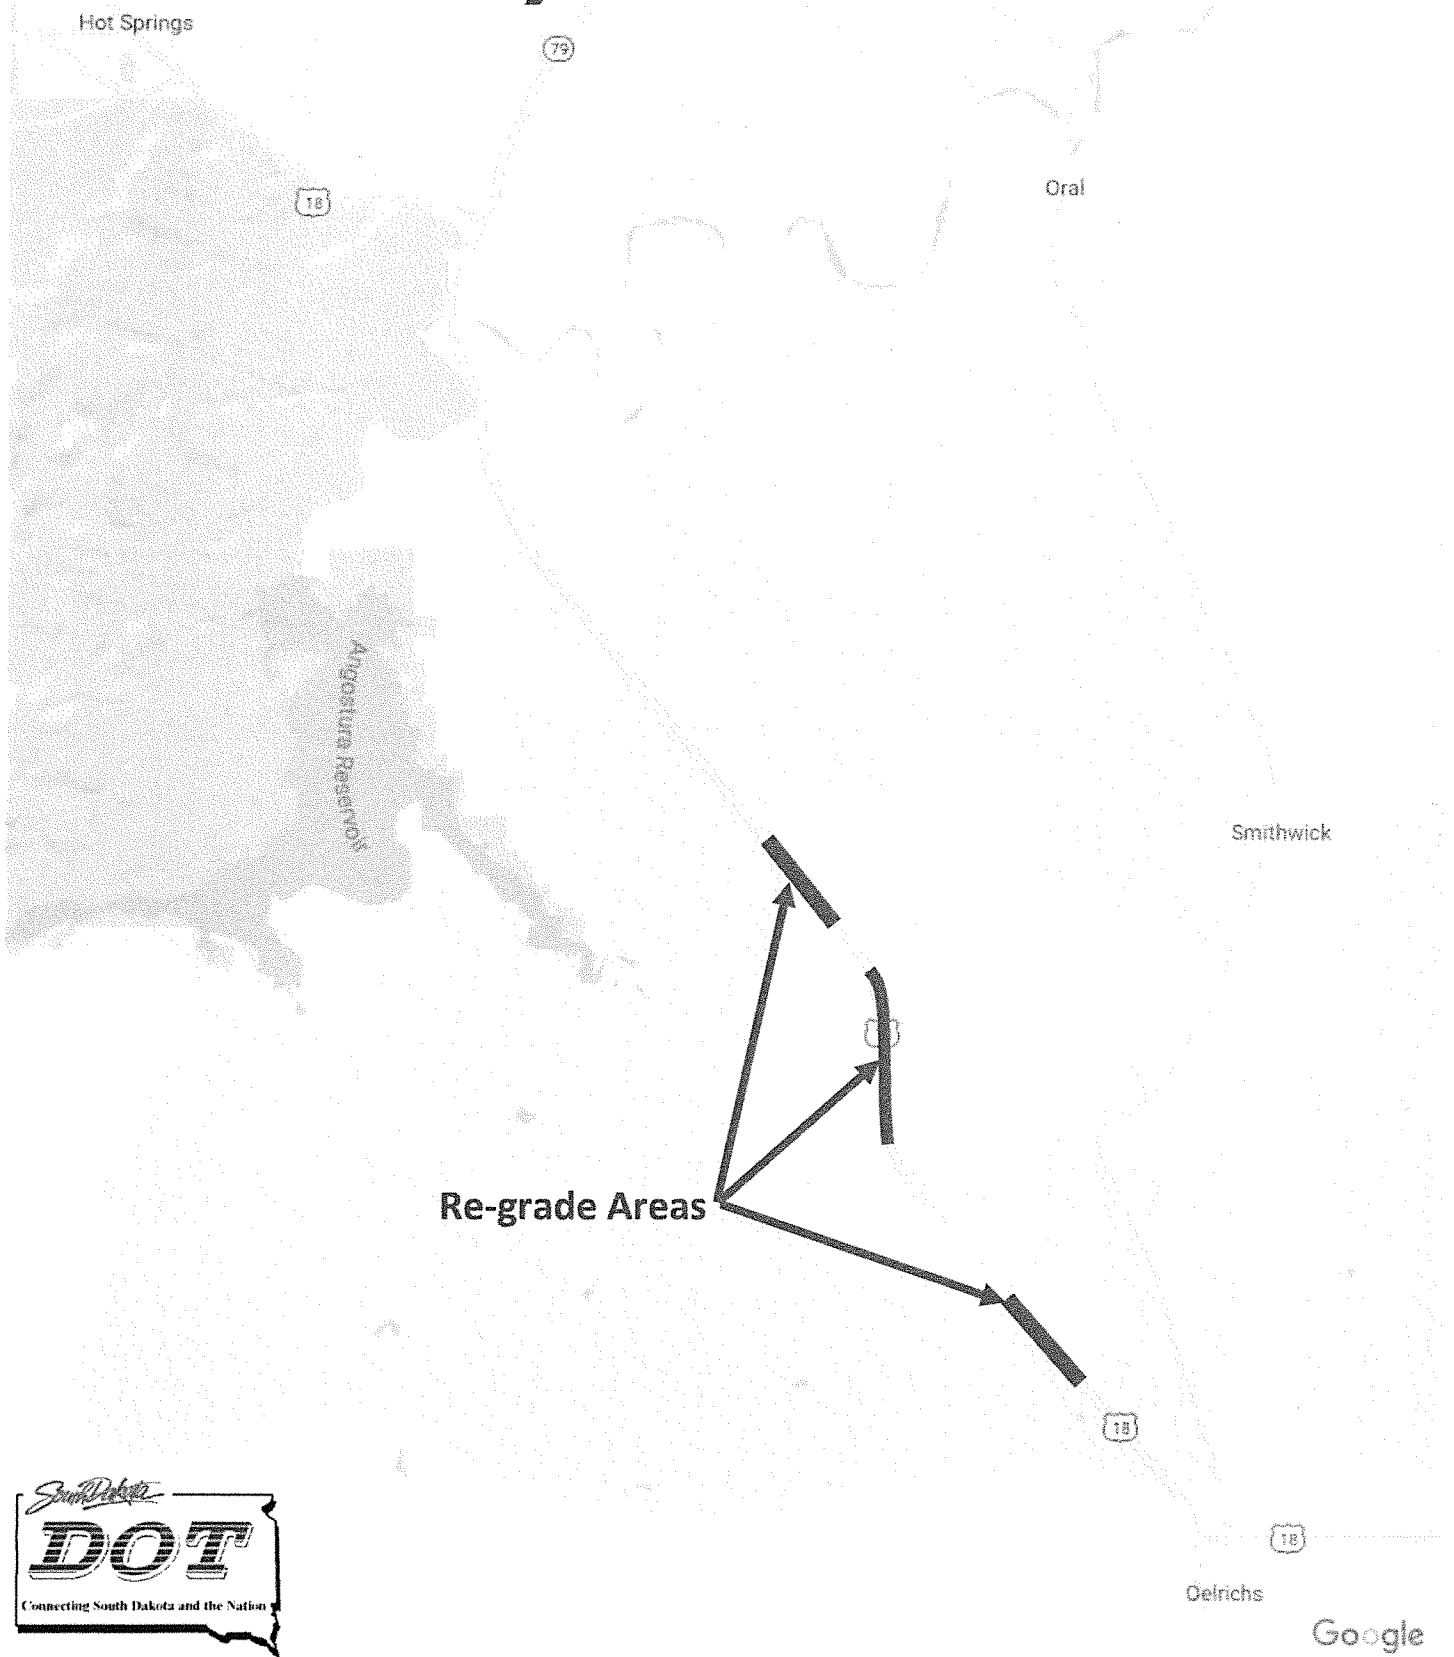 Hot Springs
79
18
Oral
Angostura Reservoir
Smithwick
Re-grade Areas
18
18
Oelrichs
South Dakota
DOT
Connecting South Dakota and the Nation
Google